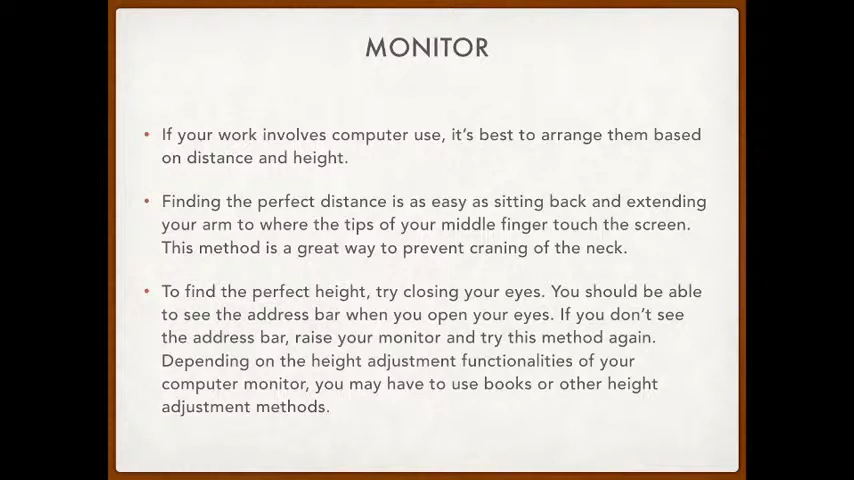 MONITOR
• If your work involves computer use, it's best to arrange them based
on distance and height.
• Finding the perfect distance is as easy as sitting back and extending
your arm to where the tips of your middle finger touch the screen.
This method is a great way to prevent craning of the neck.
• To find the perfect height, try closing your eyes. You should be able
to see the address bar when you open your eyes. If you don't see
the address bar, raise your monitor and try this method again.
Depending on the height adjustment functionalities of your
computer monitor, you may have to use books or other height
adjustment methods.